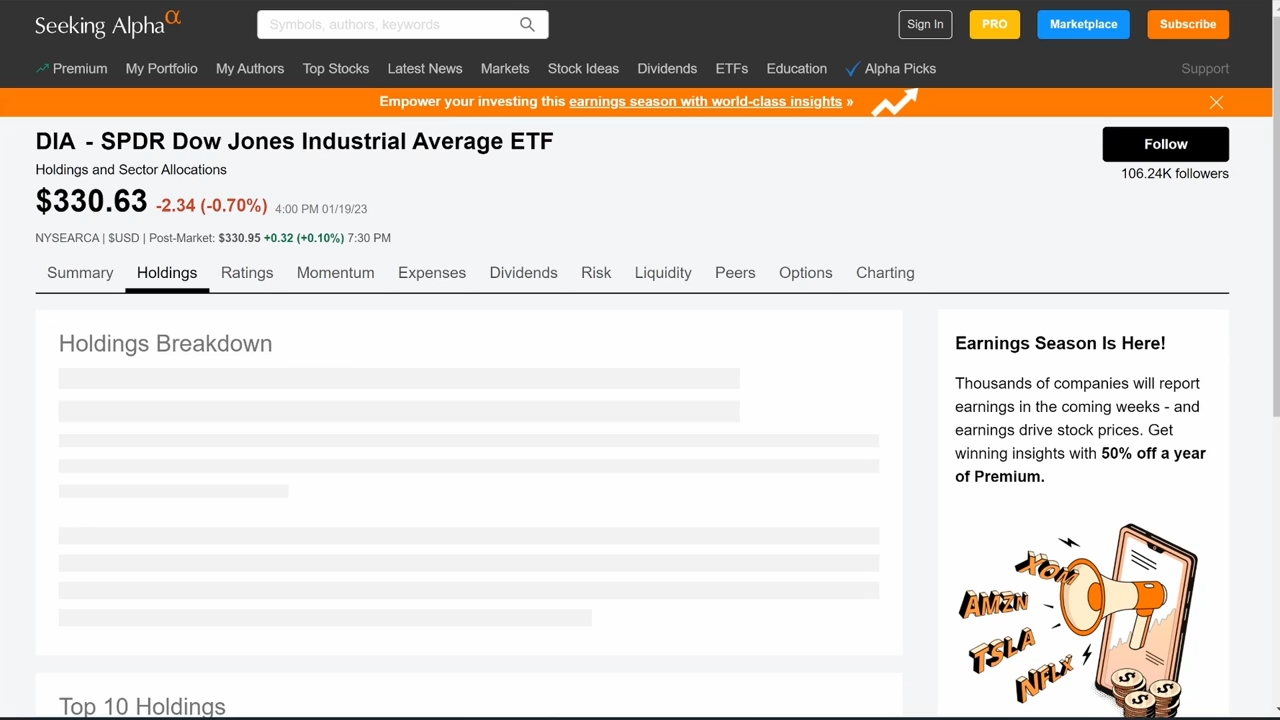 Seeking Alpha α
Symbols, authors, keywords
Sign In
PRO
Marketplace
Subscribe
Premium
My Portfolio
My Authors
Top Stocks
Latest News
Markets
Stock Ideas
Dividends
ETFs
Education
Alpha Picks
Support
Empower your investing this earnings season with world-class insights »
DIA - SPDR Dow Jones Industrial Average ETF
Follow
Holdings and Sector Allocations
106.24K followers
$330.63 -2.34 (-0.70%) 4:00 PM 01/19/23
NYSEARCA | $USD | Post-Market: $330.95 +0.32 (+0.10%) 7:30 PM
Summary
Holdings
Ratings
Momentum
Expenses
Dividends
Risk
Liquidity
Peers
Options
Charting
Holdings Breakdown
Top 10 Holdings
Earnings Season Is Here!
Thousands of companies will report
earnings in the coming weeks - and
earnings drive stock prices. Get
winning insights with 50% off a year
of Premium.
XOM
AMZN
TSLA
NFLX
$
$
$